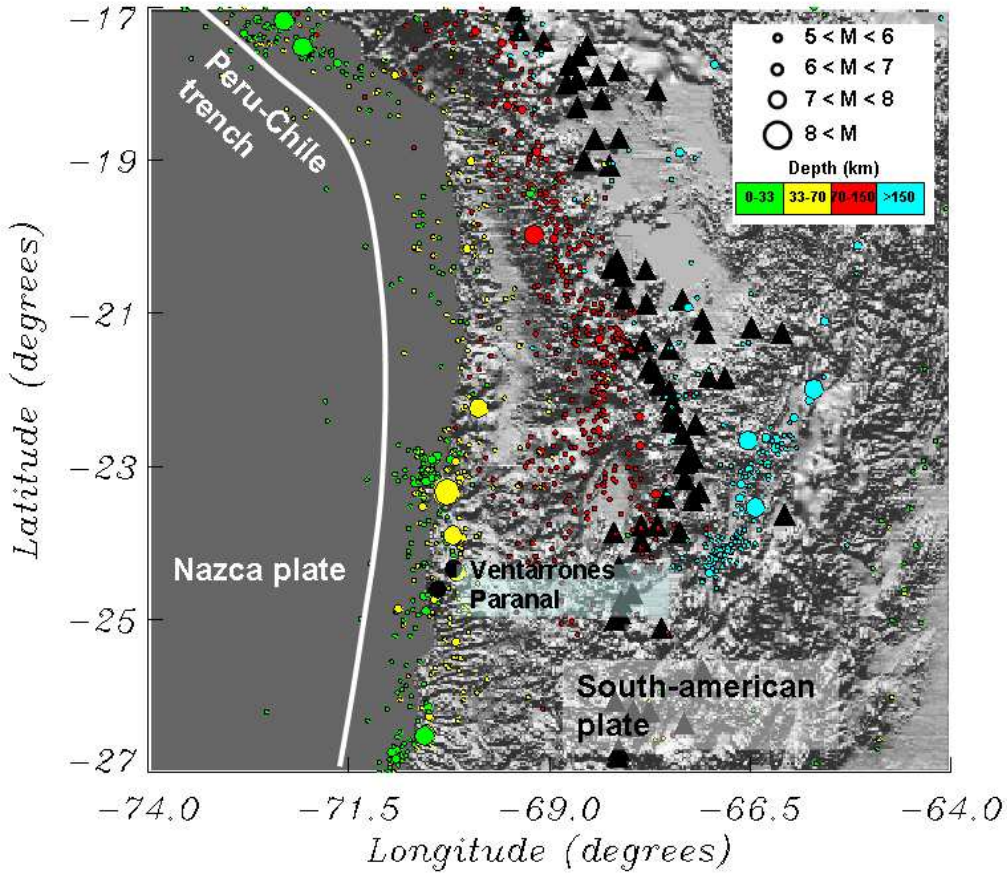 −17
−19
−21
−23
−25
−27
Latitude (degrees)
−74.0
−71.5
−69.0
−66.5
−64.0
Longitude (degrees)
Peru-Chile
trench
Nazca plate
Ventarrones
Paranal
South-american
plate
5 < M < 6
6 < M < 7
7 < M < 8
8 < M
Depth (km)
0-33 33-70 70-150 >150